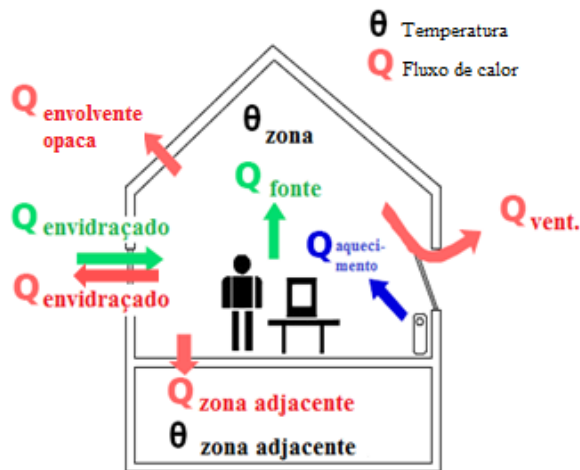 θ Temperatura
Q Fluxo de calor
Q envolvente
opaca
θ zona
Q fonte
Q envidraçado
Q envidraçado
Q aqueci-
mento
Q vent.
Q zona adjacente
θ zona adjacente